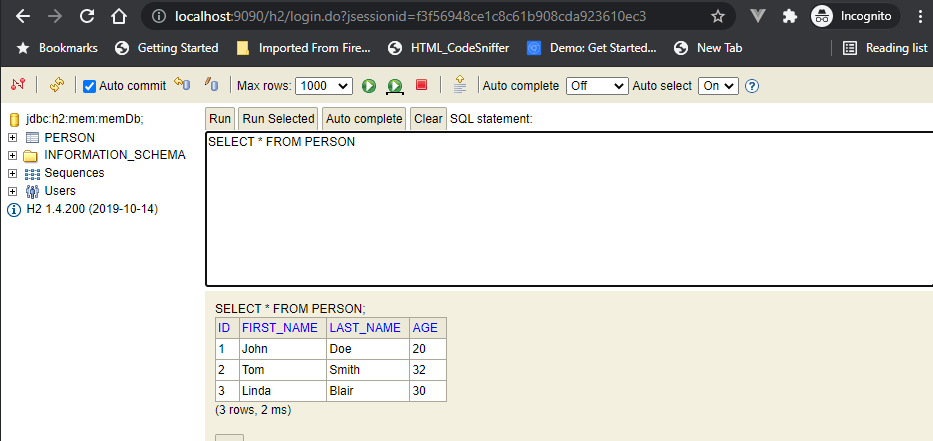 localhost:9090/h2/login.do?jsessionid=f3f56948ce1c8c61b908cda923610ec3 Incognito
Bookmarks Getting Started Imported From Fire... HTML_CodeSniffer Demo: Get Started... New Tab Reading list
Auto commit Max rows: 1000 Auto complete Off Auto select On ?
jdbc:h2:mem:memDb;
PERSON
INFORMATION_SCHEMA
Sequences
Users
H2 1.4.200 (2019-10-14)
Run Run Selected Auto complete Clear SQL statement:
SELECT * FROM PERSON
SELECT * FROM PERSON;
ID FIRST_NAME LAST_NAME AGE
1 John Doe 20
2 Tom Smith 32
3 Linda Blair 30
(3 rows, 2 ms)